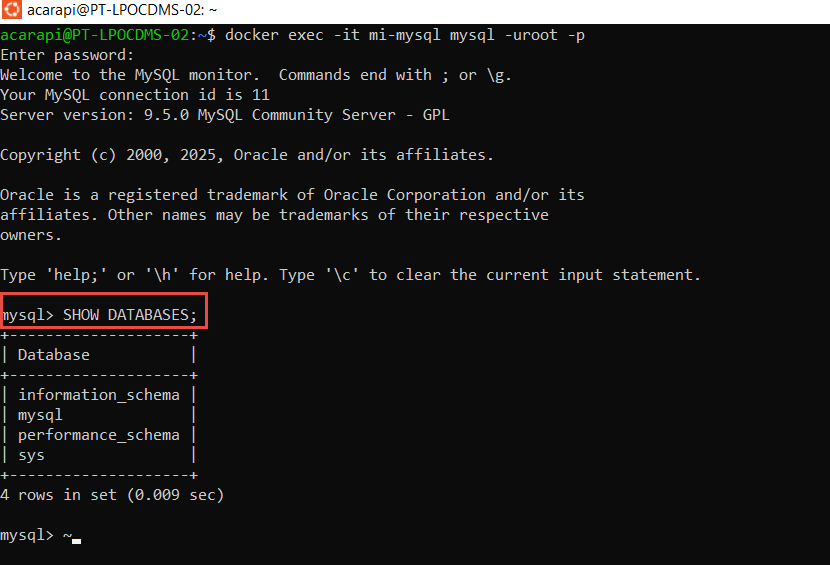 acarapi@PT-LPOCDMS-02: ~
acarapi@PT-LPOCDMS-02:~$ docker exec -it mi-mysql mysql -uroot -p
Enter password:
Welcome to the MySQL monitor.  Commands end with ; or \g.
Your MySQL connection id is 11
Server version: 9.5.0 MySQL Community Server - GPL
Copyright (c) 2000, 2025, Oracle and/or its affiliates.
Oracle is a registered trademark of Oracle Corporation and/or its
affiliates. Other names may be trademarks of their respective
owners.
Type 'help;' or '\h' for help. Type '\c' to clear the current input statement.
mysql> SHOW DATABASES;
+--------------------+
| Database           |
+--------------------+
| information_schema |
| mysql              |
| performance_schema |
| sys                |
+--------------------+
4 rows in set (0.009 sec)
mysql> ~